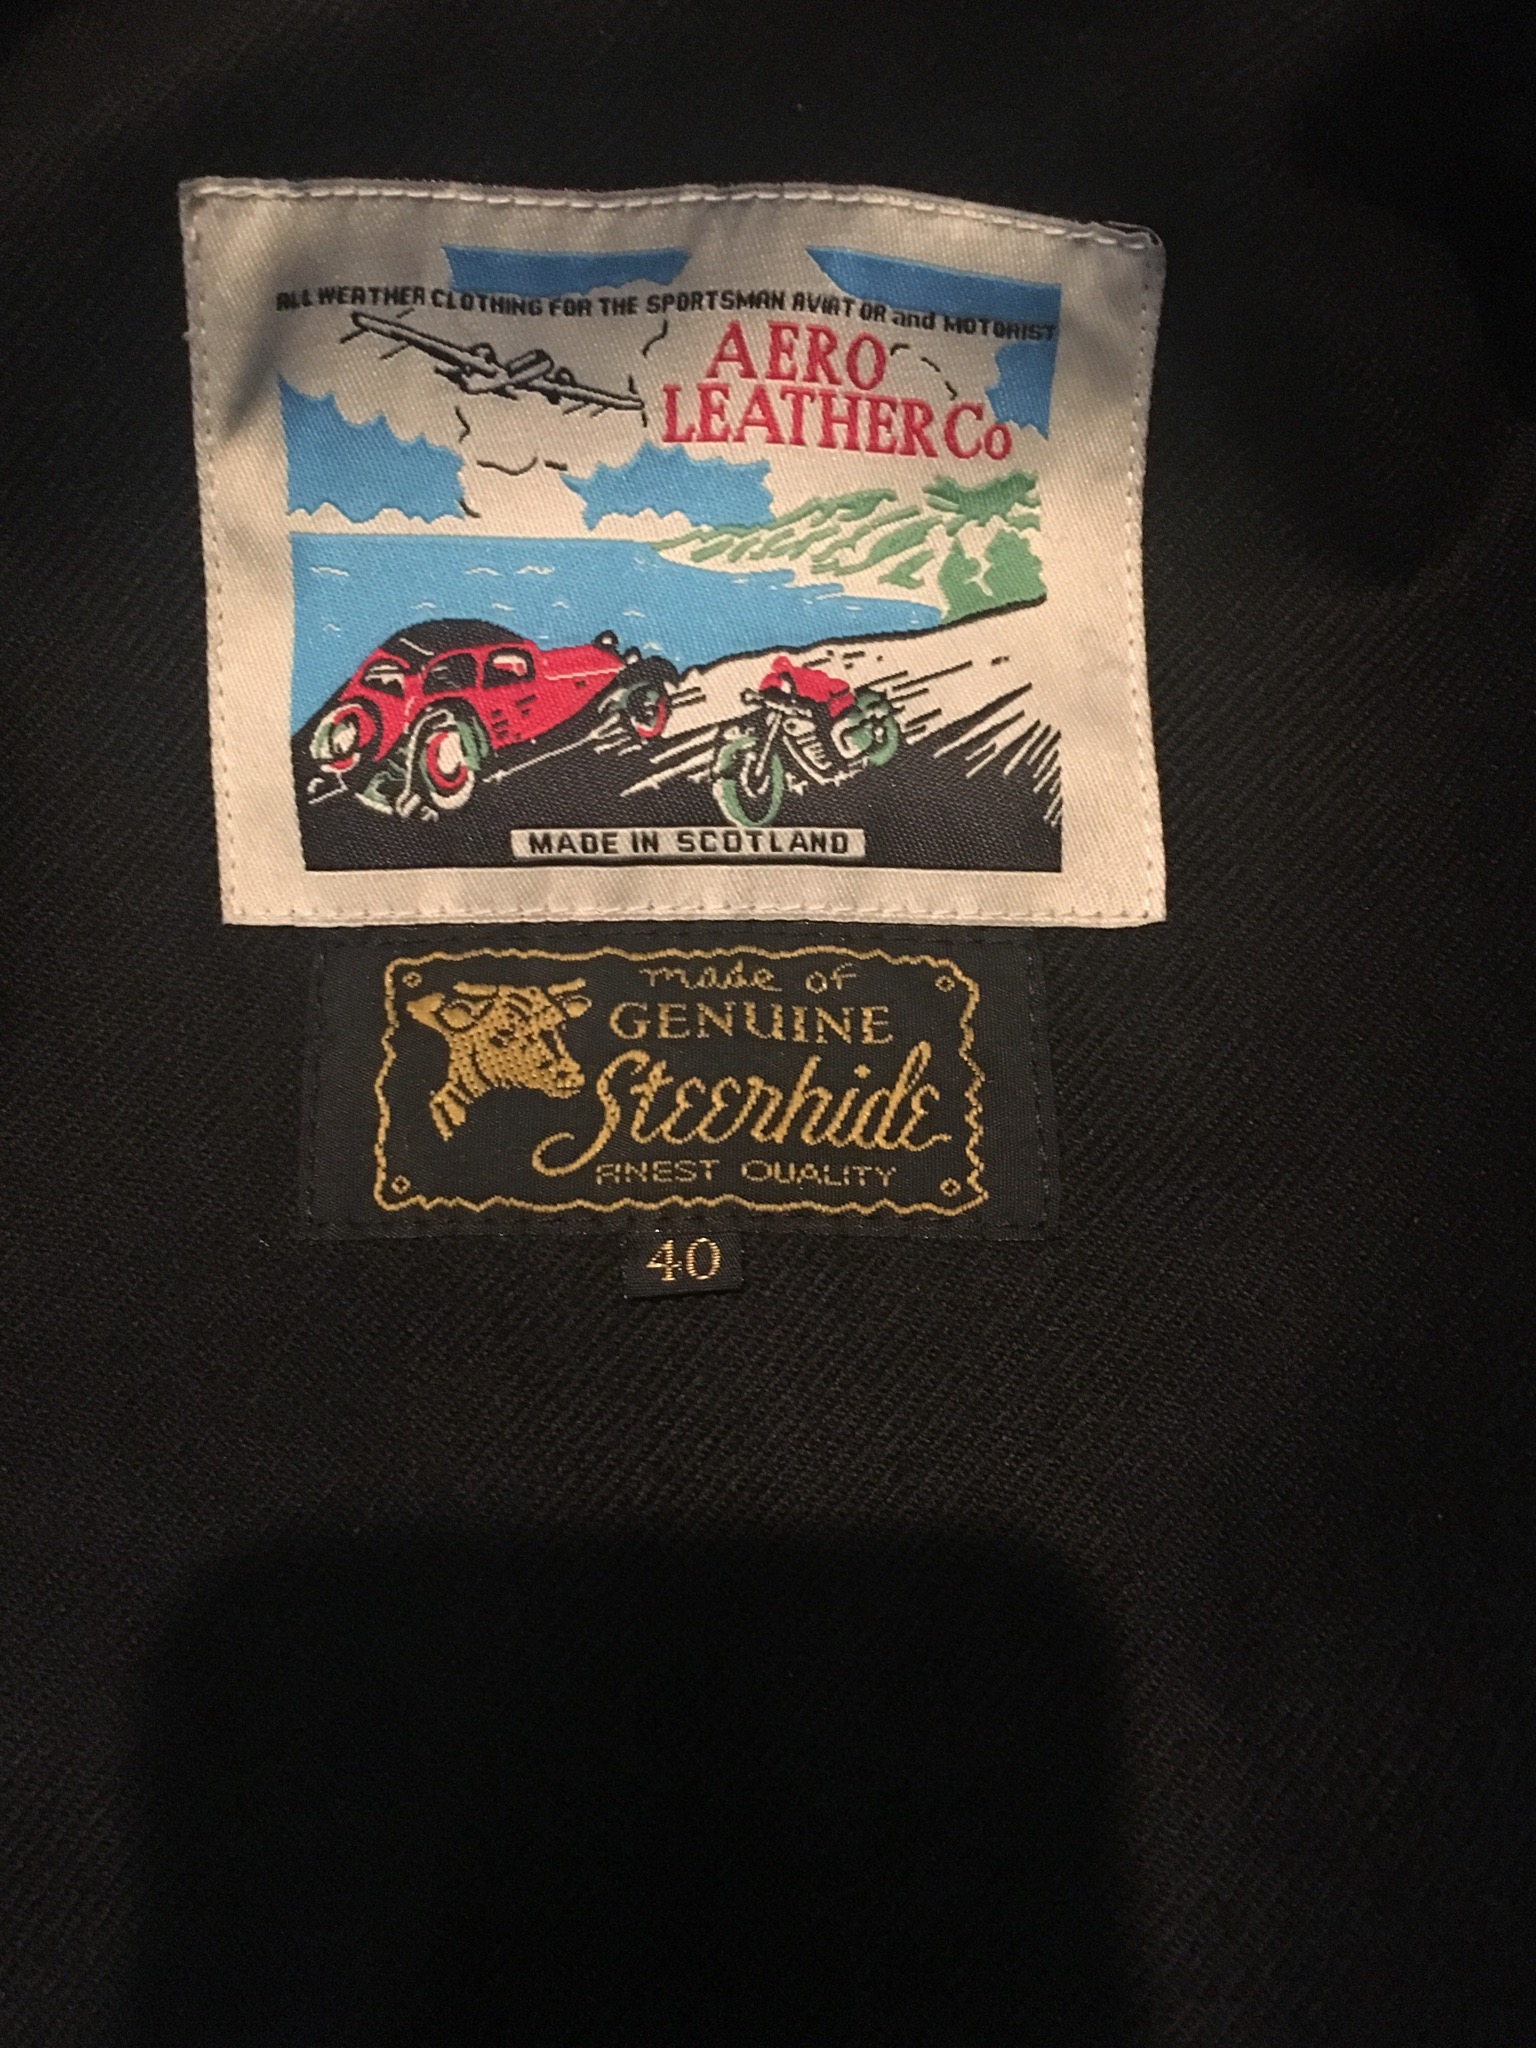 ALL WEATHER CLOTHING FOR THE SPORTSMAN AVIATOR and MOTORIST
AERO
LEATHER Co
MADE IN SCOTLAND
made of
GENUINE
Steerhide
FINEST QUALITY
40